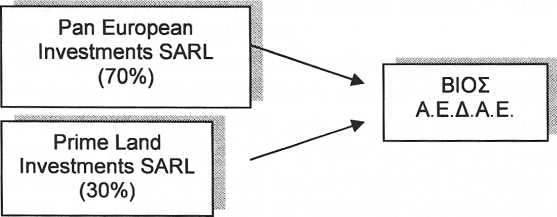 Pan European
Investments SARL
(70%)
ΒΙΟΣ
Α.Ε.Δ.Α.Ε.
Prime Land
Investments SARL
(30%)